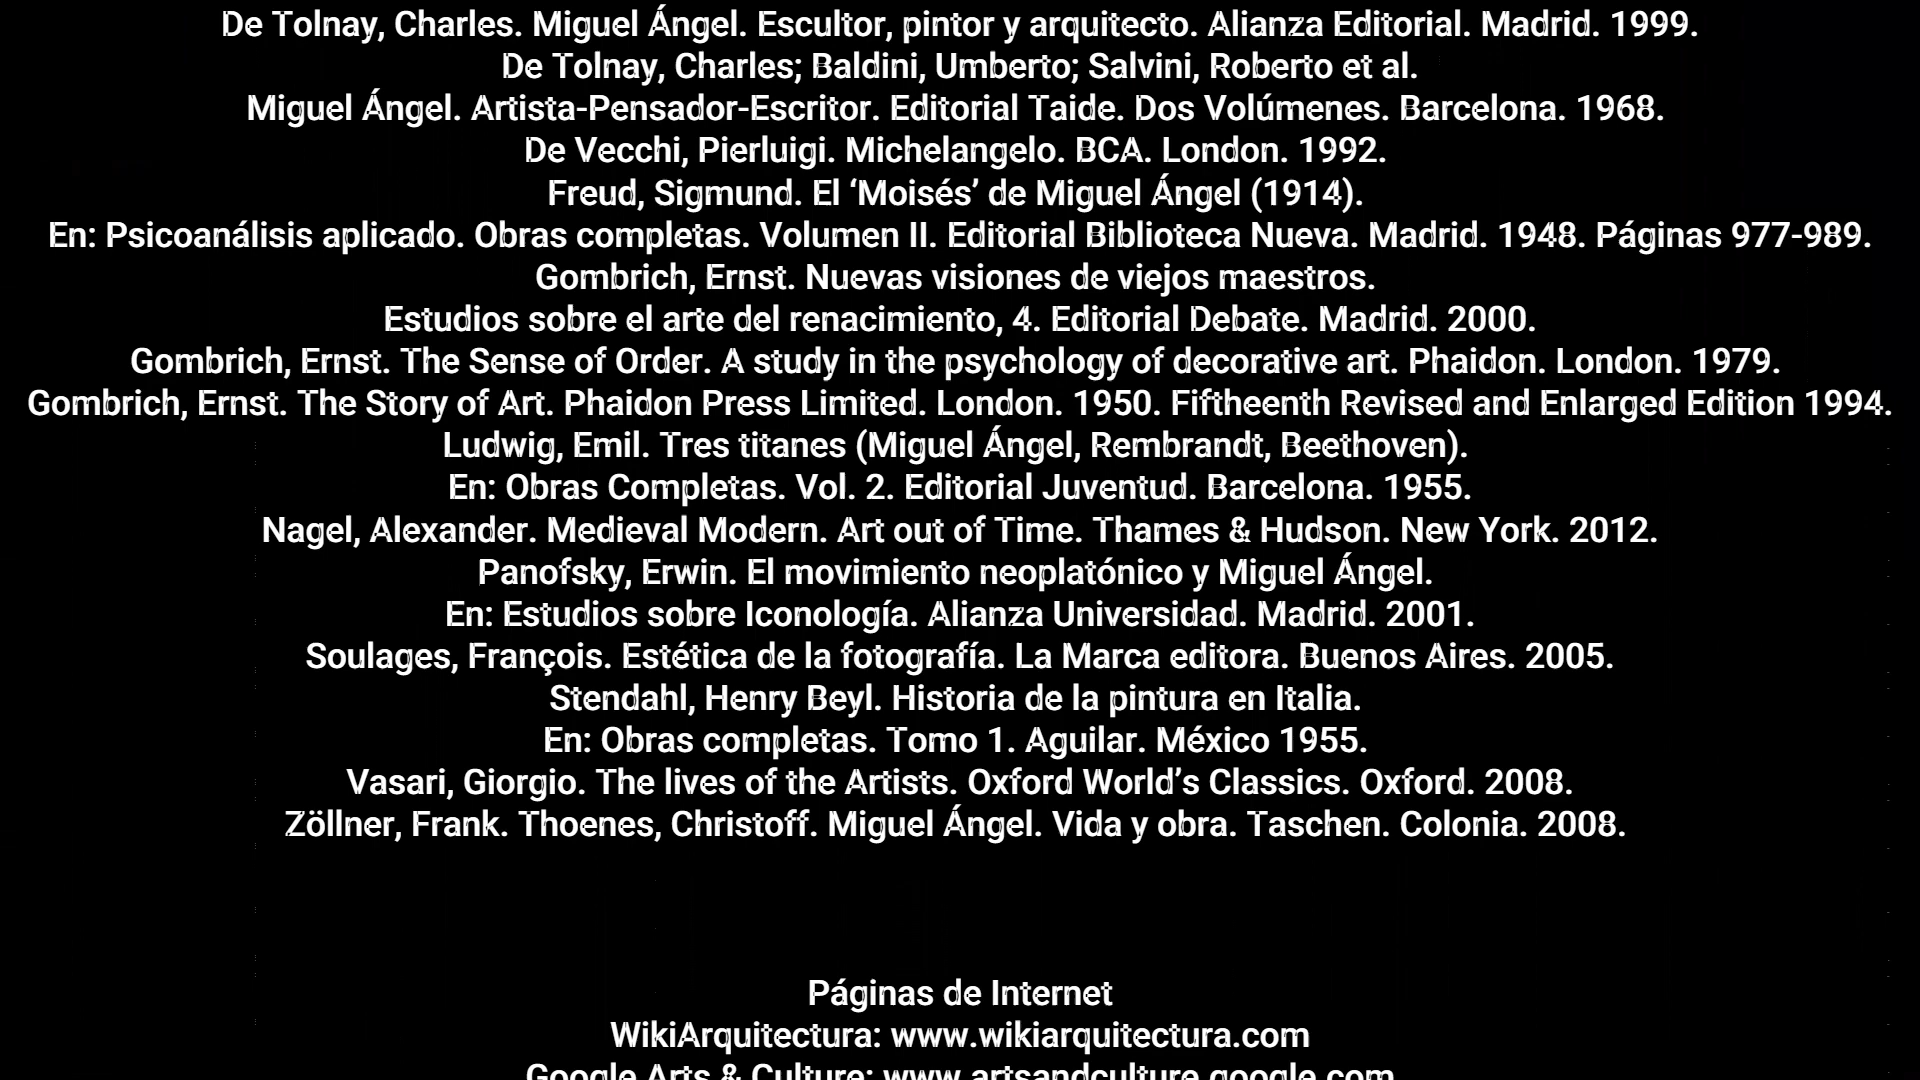 De Tolnay, Charles. Miguel Ángel. Escultor, pintor y arquitecto. Alianza Editorial. Madrid. 1999.
De Tolnay, Charles; Baldini, Umberto; Salvini, Roberto et al.
Miguel Ángel. Artista-Pensador-Escritor. Editorial Taide. Dos Volúmenes. Barcelona. 1968.
De Vecchi, Pierluigi. Michelangelo. BCA. London. 1992.
Freud, Sigmund. El ‘Moisés’ de Miguel Ángel (1914).
En: Psicoanálisis aplicado. Obras completas. Volumen II. Editorial Biblioteca Nueva. Madrid. 1948. Páginas 977-989.
Gombrich, Ernst. Nuevas visiones de viejos maestros.
Estudios sobre el arte del renacimiento, 4. Editorial Debate. Madrid. 2000.
Gombrich, Ernst. The Sense of Order. A study in the psychology of decorative art. Phaidon. London. 1979.
Gombrich, Ernst. The Story of Art. Phaidon Press Limited. London. 1950. Fiftheenth Revised and Enlarged Edition 1994.
Ludwig, Emil. Tres titanes (Miguel Ángel, Rembrandt, Beethoven).
En: Obras Completas. Vol. 2. Editorial Juventud. Barcelona. 1955.
Nagel, Alexander. Medieval Modern. Art out of Time. Thames & Hudson. New York. 2012.
Panofsky, Erwin. El movimiento neoplatónico y Miguel Ángel.
En: Estudios sobre Iconología. Alianza Universidad. Madrid. 2001.
Soulages, François. Estética de la fotografía. La Marca editora. Buenos Aires. 2005.
Stendahl, Henry Beyl. Historia de la pintura en Italia.
En: Obras completas. Tomo 1. Aguilar. México 1955.
Vasari, Giorgio. The lives of the Artists. Oxford World’s Classics. Oxford. 2008.
Zöllner, Frank. Thoenes, Christoff. Miguel Ángel. Vida y obra. Taschen. Colonia. 2008.
Páginas de Internet
WikiArquitectura: www.wikiarquitectura.com
Google Arts & Culture: www.artsandculture.google.com